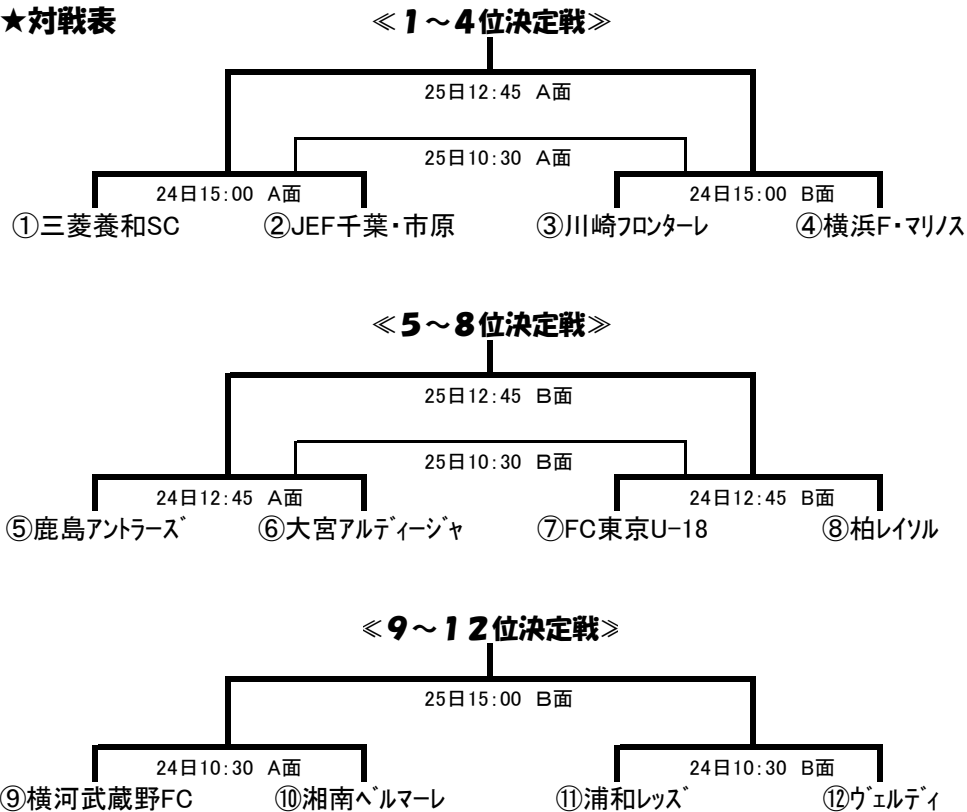 ★対戦表
≪1～4位決定戦≫
25日12:45 A面
25日10:30 A面
24日15:00 A面 24日15:00 B面
①三菱養和SC ②JEF千葉・市原 ③川崎フロンターレ ④横浜F・マリノス
≪5～8位決定戦≫
25日12:45 B面
25日10:30 B面
24日12:45 A面 24日12:45 B面
⑤鹿島アントラーズ ⑥大宮アルディージャ ⑦FC東京U-18 ⑧柏レイソル
≪9～12位決定戦≫
25日15:00 B面
24日10:30 A面 24日10:30 B面
⑨横河武蔵野FC ⑩湘南ベルマーレ ⑪浦和レッズ ⑫ヴェルディ